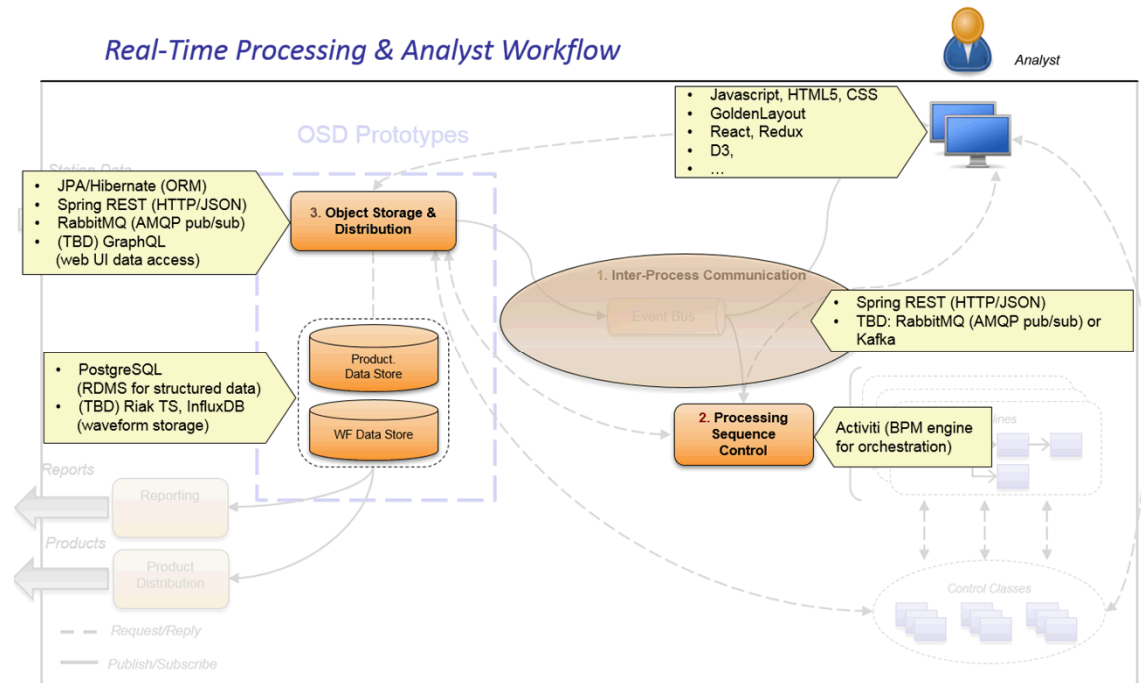 Real-Time Processing & Analyst Workflow
Analyst
• Javascript, HTML5, CSS
• GoldenLayout
• React, Redux
• D3,
• ...
OSD Prototypes
Station Data
• JPA/Hibernate (ORM)
• Spring REST (HTTP/JSON)
• RabbitMQ (AMQP pub/sub)
• (TBD) GraphQL
(web UI data access)
3. Object Storage &
Distribution
1. Inter-Process Communication
Event Bus
• Spring REST (HTTP/JSON)
• TBD: RabbitMQ (AMQP pub/sub) or
Kafka
• PostgreSQL
(RDMS for structured data)
• (TBD) Riak TS, InfluxDB
(waveform storage)
Product.
Data Store
WF Data Store
2. Processing
Sequence
Control
Activiti (BPM engine
for orchestration)
Reports
Reporting
Products
Product
Distribution
Control Classes
Request/Reply
Publish/Subscribe